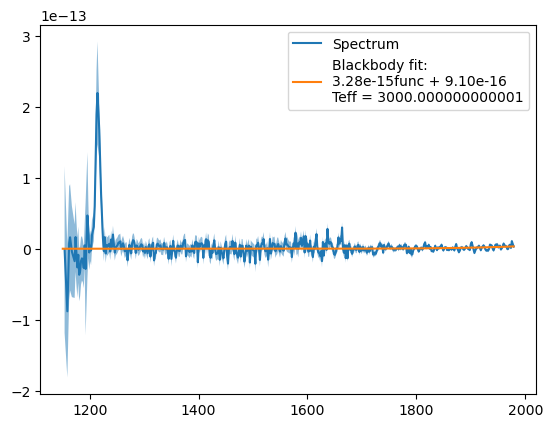 1e−13
3
2
1
0
−1
−2
1200
1400
1600
1800
2000
Spectrum
Blackbody fit:
3.28e-15func + 9.10e-16
Teff = 3000.000000000001